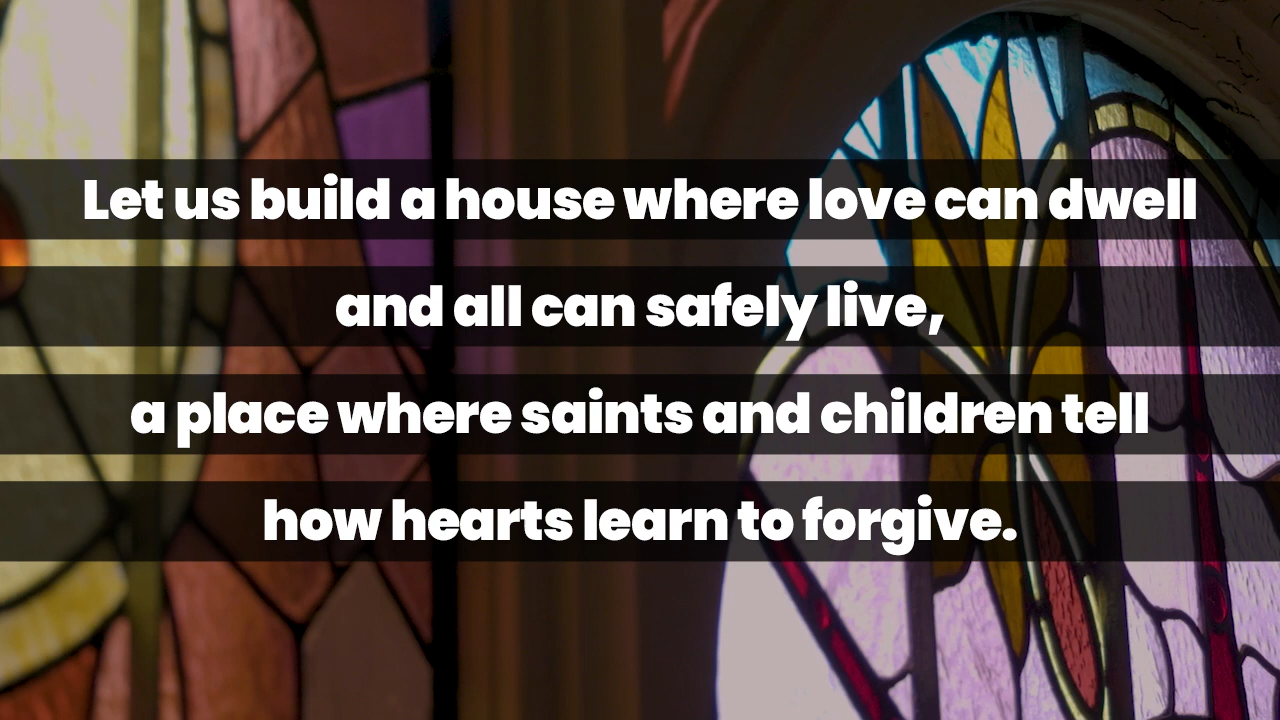 Let us build a house where love can dwell
and all can safely live,
a place where saints and children tell
how hearts learn to forgive.